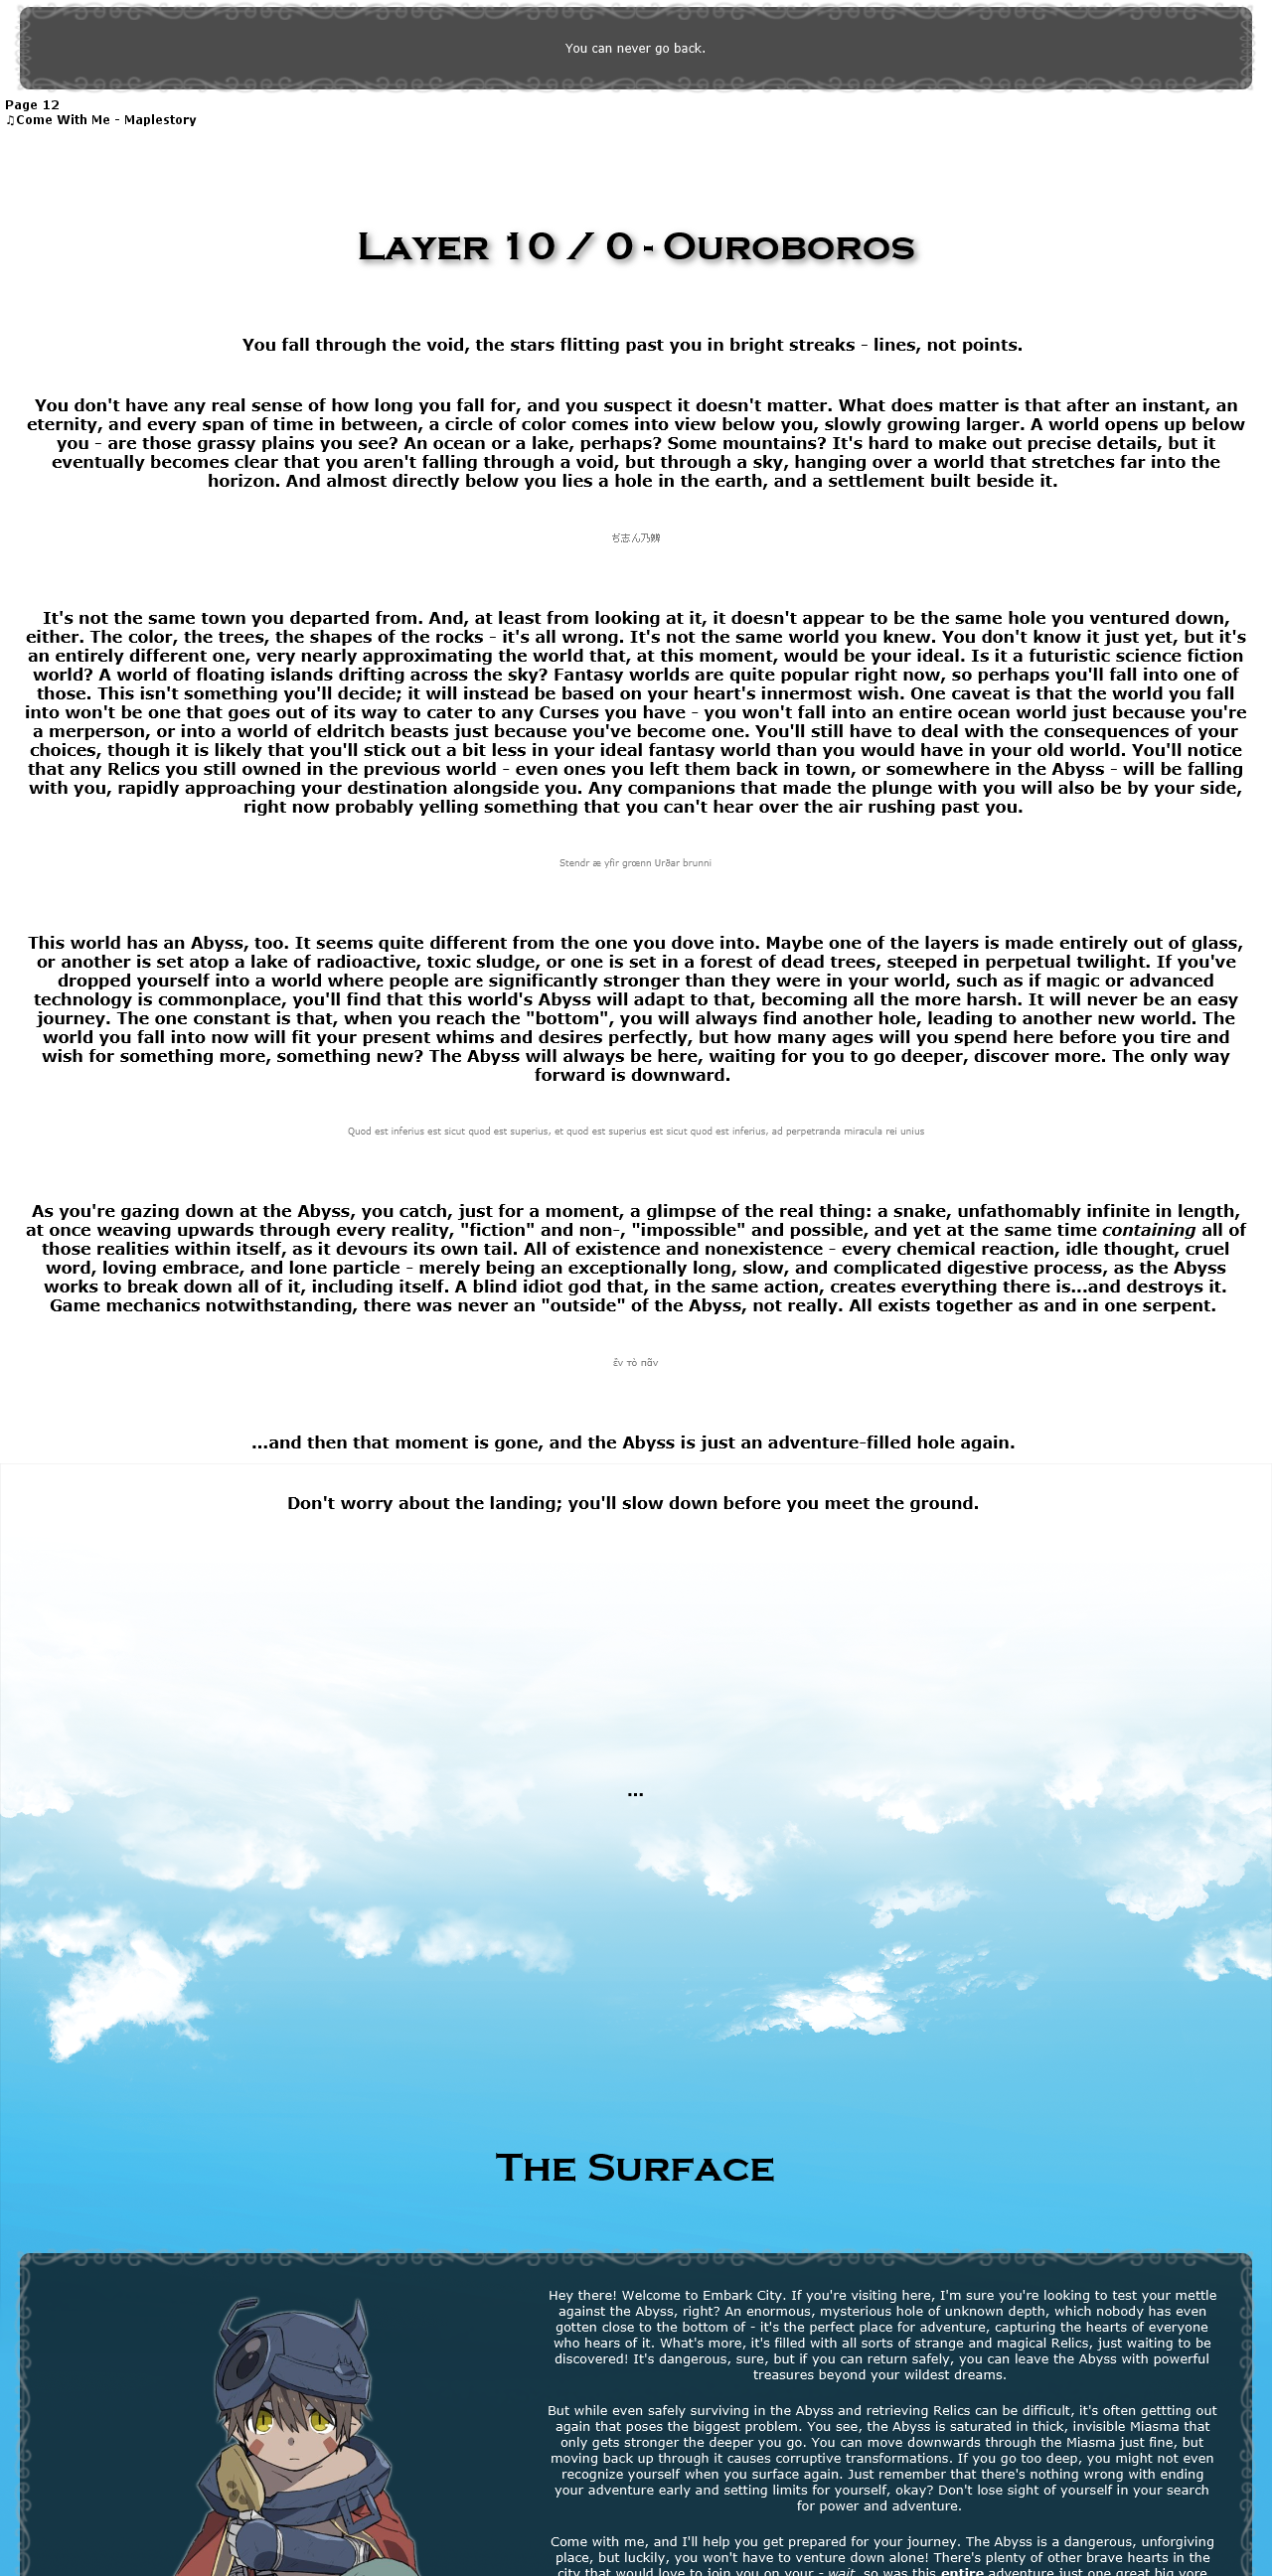 You can never go back.
Page 12
♫Come With Me - Maplestory
Layer 10 / 0 - Ouroboros
You fall through the void, the stars flitting past you in bright streaks - lines, not points.
You don't have any real sense of how long you fall for, and you suspect it doesn't matter. What does matter is that after an instant, an
eternity, and every span of time in between, a circle of color comes into view below you, slowly growing larger. A world opens up below
you - are those grassy plains you see? An ocean or a lake, perhaps? Some mountains? It's hard to make out precise details, but it
eventually becomes clear that you aren't falling through a void, but through a sky, hanging over a world that stretches far into the
horizon. And almost directly below you lies a hole in the earth, and a settlement built beside it.
It's not the same town you departed from. And, at least from looking at it, it doesn't appear to be the same hole you ventured down,
either. The color, the trees, the shapes of the rocks - it's all wrong. It's not the same world you knew. You don't know it just yet, but it's
an entirely different one, very nearly approximating the world that, at this moment, would be your ideal. Is it a futuristic science fiction
world? A world of floating islands drifting across the sky? Fantasy worlds are quite popular right now, so perhaps you'll fall into one of
those. This isn't something you'll decide; it will instead be based on your heart's innermost wish. One caveat is that the world you fall
into won't be one that goes out of its way to cater to any Curses you have - you won't fall into an entire ocean world just because you're
a merperson, or into a world of eldritch beasts just because you've become one. You'll still have to deal with the consequences of your
choices, though it is likely that you'll stick out a bit less in your ideal fantasy world than you would have in your old world. You'll notice
that any Relics you still owned in the previous world - even ones you left them back in town, or somewhere in the Abyss - will be falling
with you, rapidly approaching your destination alongside you. Any companions that made the plunge with you will also be by your side,
right now probably yelling something that you can't hear over the air rushing past you.
Stendr æ yfir grœnn Urðar brunni
This world has an Abyss, too. It seems quite different from the one you dove into. Maybe one of the layers is made entirely out of glass,
or another is set atop a lake of radioactive, toxic sludge, or one is set in a forest of dead trees, steeped in perpetual twilight. If you've
dropped yourself into a world where people are significantly stronger than they were in your world, such as if magic or advanced
technology is commonplace, you'll find that this world's Abyss will adapt to that, becoming all the more harsh. It will never be an easy
journey. The one constant is that, when you reach the "bottom", you will always find another hole, leading to another new world. The
world you fall into now will fit your present whims and desires perfectly, but how many ages will you spend here before you tire and
wish for something more, something new? The Abyss will always be here, waiting for you to go deeper, discover more. The only way
forward is downward.
Quod est inferius est sicut quod est superius, et quod est superius est sicut quod est inferius, ad perpetranda miracula rei unius
As you're gazing down at the Abyss, you catch, just for a moment, a glimpse of the real thing: a snake, unfathomably infinite in length,
at once weaving upwards through every reality, "fiction" and non-, "impossible" and possible, and yet at the same time containing all of
those realities within itself, as it devours its own tail. All of existence and nonexistence - every chemical reaction, idle thought, cruel
word, loving embrace, and lone particle - merely being an exceptionally long, slow, and complicated digestive process, as the Abyss
works to break down all of it, including itself. A blind idiot god that, in the same action, creates everything there is...and destroys it.
Game mechanics notwithstanding, there was never an "outside" of the Abyss, not really. All exists together as and in one serpent.
ἓν τὸ πᾶν
...and then that moment is gone, and the Abyss is just an adventure-filled hole again.
Don't worry about the landing; you'll slow down before you meet the ground.
...
The Surface
Hey there! Welcome to Embark City. If you're visiting here, I'm sure you're looking to test your mettle
against the Abyss, right? An enormous, mysterious hole of unknown depth, which nobody has even
gotten close to the bottom of - it's the perfect place for adventure, capturing the hearts of everyone
who hears of it. What's more, it's filled with all sorts of strange and magical Relics, just waiting to be
discovered! It's dangerous, sure, but if you can return safely, you can leave the Abyss with powerful
treasures beyond your wildest dreams.
But while even safely surviving in the Abyss and retrieving Relics can be difficult, it's often gettting out
again that poses the biggest problem. You see, the Abyss is saturated in thick, invisible Miasma that
only gets stronger the deeper you go. You can move downwards through the Miasma just fine, but
moving back up through it causes corruptive transformations. If you go too deep, you might not even
recognize yourself when you surface again. Just remember that there's nothing wrong with ending
your adventure early and setting limits for yourself, okay? Don't lose sight of yourself in your search
for power and adventure.
Come with me, and I'll help you get prepared for your journey. The Abyss is a dangerous, unforgiving
place, but luckily, you won't have to venture down alone! There's plenty of other brave hearts in the
city that would love to join you on your - wait, so was this entire adventure just one great big yore